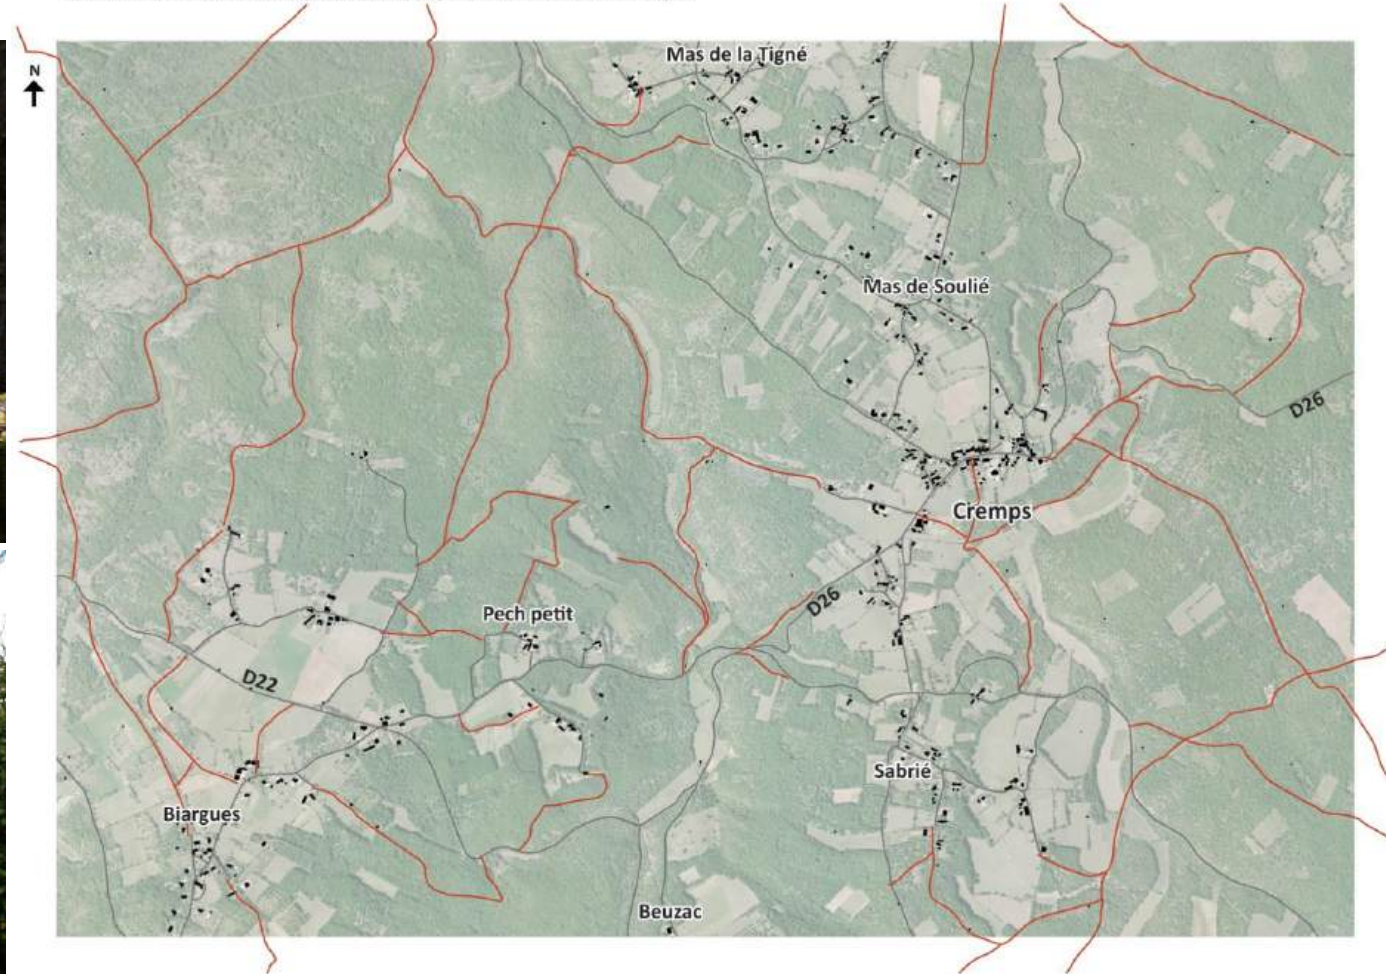 N
Mas de la Tigné
Mas de Soulié
D26
Cremps
D26
Pech petit
D22
Sabrié
Biargues
Beuzac